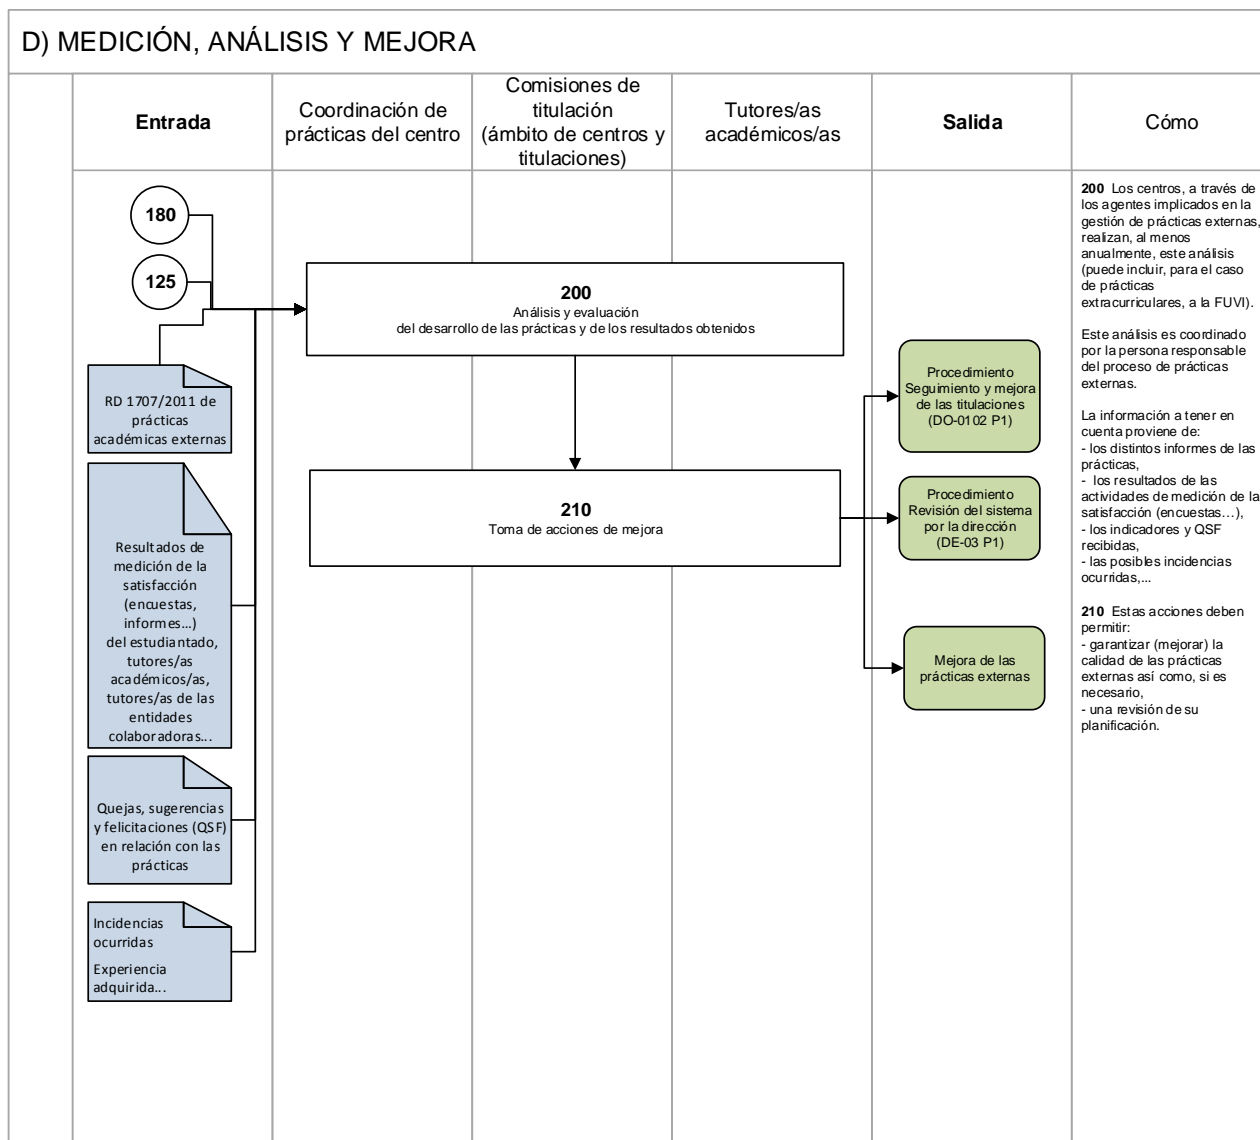 D) MEDICIÓN, ANÁLISIS Y MEJORA
Entrada
Coordinación de
prácticas del centro
Comisiones de
titulación
(ámbito de centros y
titulaciones)
Tutores/as
académicos/as
Salida
Cómo
180
125
RD 1707/2011 de
prácticas
académicas externas
Resultados de
medición de la
satisfacción
(encuestas,
informes...)
del estudiantado,
tutores/as
académicos/as,
tutores/as de las
entidades
colaboradoras...
Quejas, sugerencias
y felicitaciones (QSF)
en relación con las
prácticas
Incidencias
ocurridas
Experiencia
adquirida...
200
Análisis y evaluación
del desarrollo de las prácticas y de los resultados obtenidos
210
Toma de acciones de mejora
Procedimiento
Seguimiento y mejora
de las titulaciones
(DO-0102 P1)
Procedimiento
Revisión del sistema
por la dirección
(DE-03 P1)
Mejora de las
prácticas externas
200 Los centros, a través de
los agentes implicados en la
gestión de prácticas externas,
realizan, al menos
anualmente, este análisis
(puede incluir, para el caso
de prácticas
extracurriculares, a la FUVI).
Este análisis es coordinado
por la persona responsable
del proceso de prácticas
externas.
La información a tener en
cuenta proviene de:
- los distintos informes de las
prácticas,
- los resultados de las
actividades de medición de la
satisfacción (encuestas...),
- los indicadores y QSF
recibidas,
- las posibles incidencias
ocurridas,...
210 Estas acciones deben
permitir:
- garantizar (mejorar) la
calidad de las prácticas
externas así como, si es
necesario,
- una revisión de su
planificación.